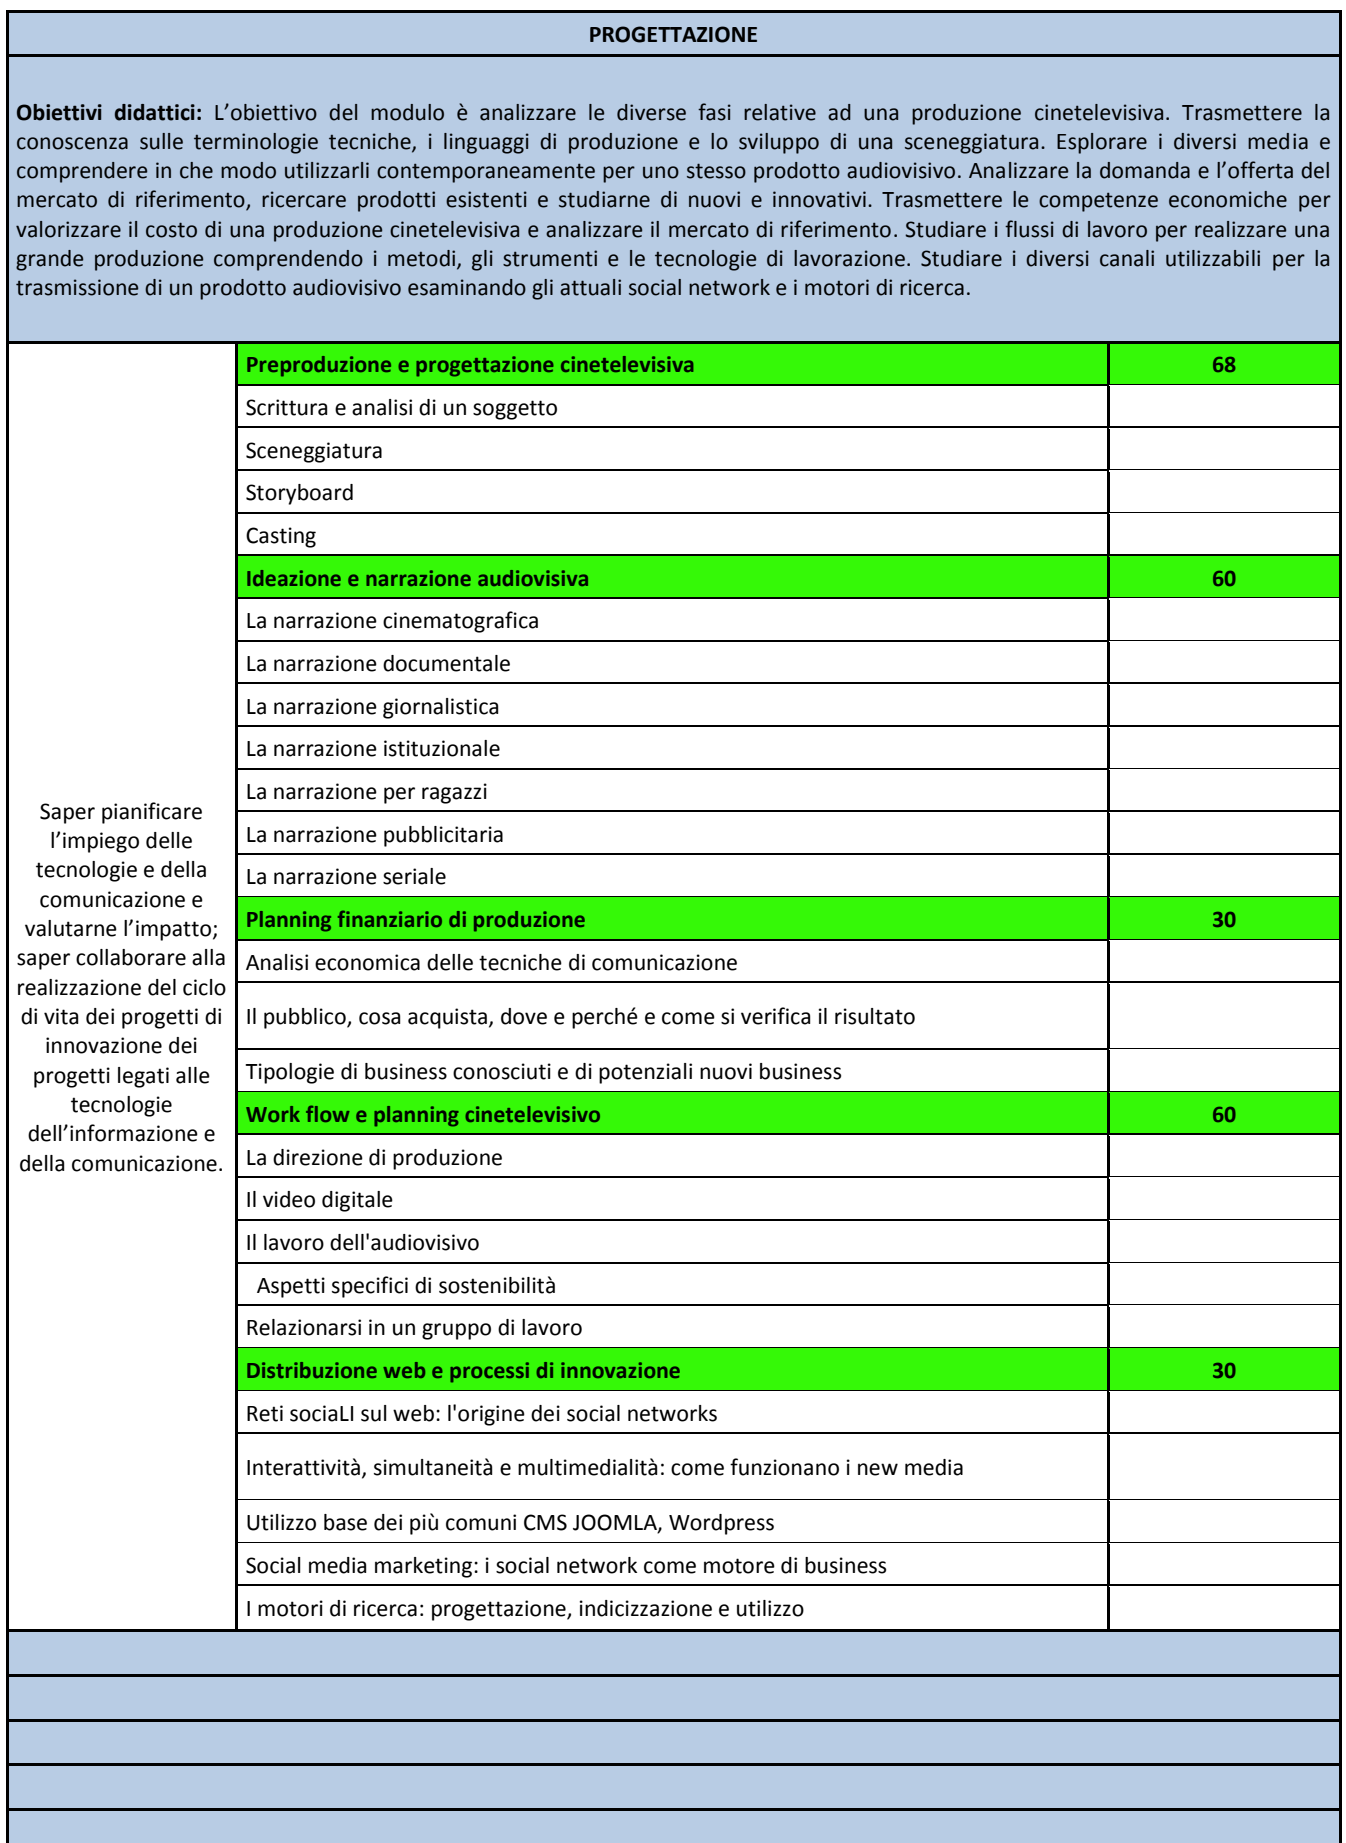 PROGETTAZIONE
Obiettivi didattici: L’obiettivo del modulo è analizzare le diverse fasi relative ad una produzione cinetelevisiva. Trasmettere la
conoscenza sulle terminologie tecniche, i linguaggi di produzione e lo sviluppo di una sceneggiatura. Esplorare i diversi media e
comprendere in che modo utilizzarli contemporaneamente per uno stesso prodotto audiovisivo. Analizzare la domanda e l’offerta del
mercato di riferimento, ricercare prodotti esistenti e studiarne di nuovi e innovativi. Trasmettere le competenze economiche per
valorizzare il costo di una produzione cinetelevisiva e analizzare il mercato di riferimento. Studiare i flussi di lavoro per realizzare una
grande produzione comprendendo i metodi, gli strumenti e le tecnologie di lavorazione. Studiare i diversi canali utilizzabili per la
trasmissione di un prodotto audiovisivo esaminando gli attuali social network e i motori di ricerca.
Saper pianificare
l’impiego delle
tecnologie e della
comunicazione e
valutarne l’impatto;
saper collaborare alla
realizzazione del ciclo
di vita dei progetti di
innovazione dei
progetti legati alle
tecnologie
dell’informazione e
della comunicazione.
Preproduzione e progettazione cinetelevisiva 68
Scrittura e analisi di un soggetto
Sceneggiatura
Storyboard
Casting
Ideazione e narrazione audiovisiva 60
La narrazione cinematografica
La narrazione documentale
La narrazione giornalistica
La narrazione istituzionale
La narrazione per ragazzi
La narrazione pubblicitaria
La narrazione seriale
Planning finanziario di produzione 30
Analisi economica delle tecniche di comunicazione
Il pubblico, cosa acquista, dove e perché e come si verifica il risultato
Tipologie di business conosciuti e di potenziali nuovi business
Work flow e planning cinetelevisivo 60
La direzione di produzione
Il video digitale
Il lavoro dell'audiovisivo
Aspetti specifici di sostenibilità
Relazionarsi in un gruppo di lavoro
Distribuzione web e processi di innovazione 30
Reti sociaLI sul web: l'origine dei social networks
Interattività, simultaneità e multimedialità: come funzionano i new media
Utilizzo base dei più comuni CMS JOOMLA, Wordpress
Social media marketing: i social network come motore di business
I motori di ricerca: progettazione, indicizzazione e utilizzo